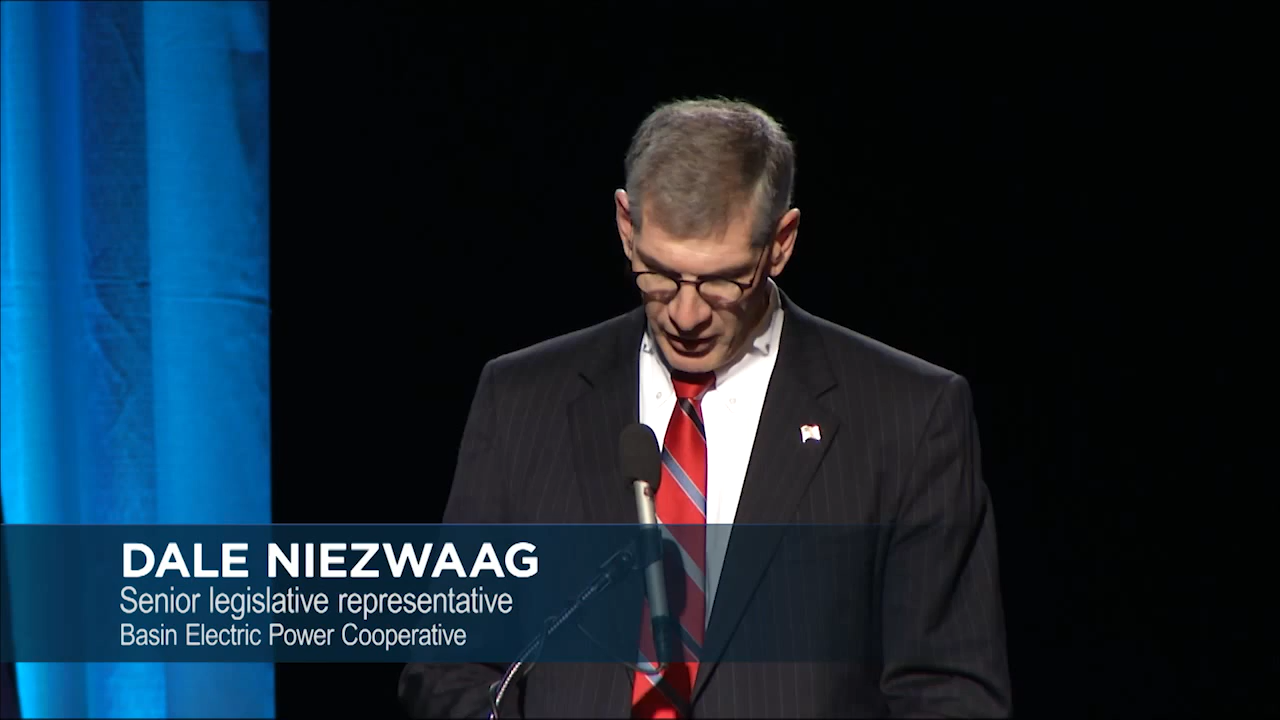 DALE NIEZWAAG
Senior legislative representative
Basin Electric Power Cooperative